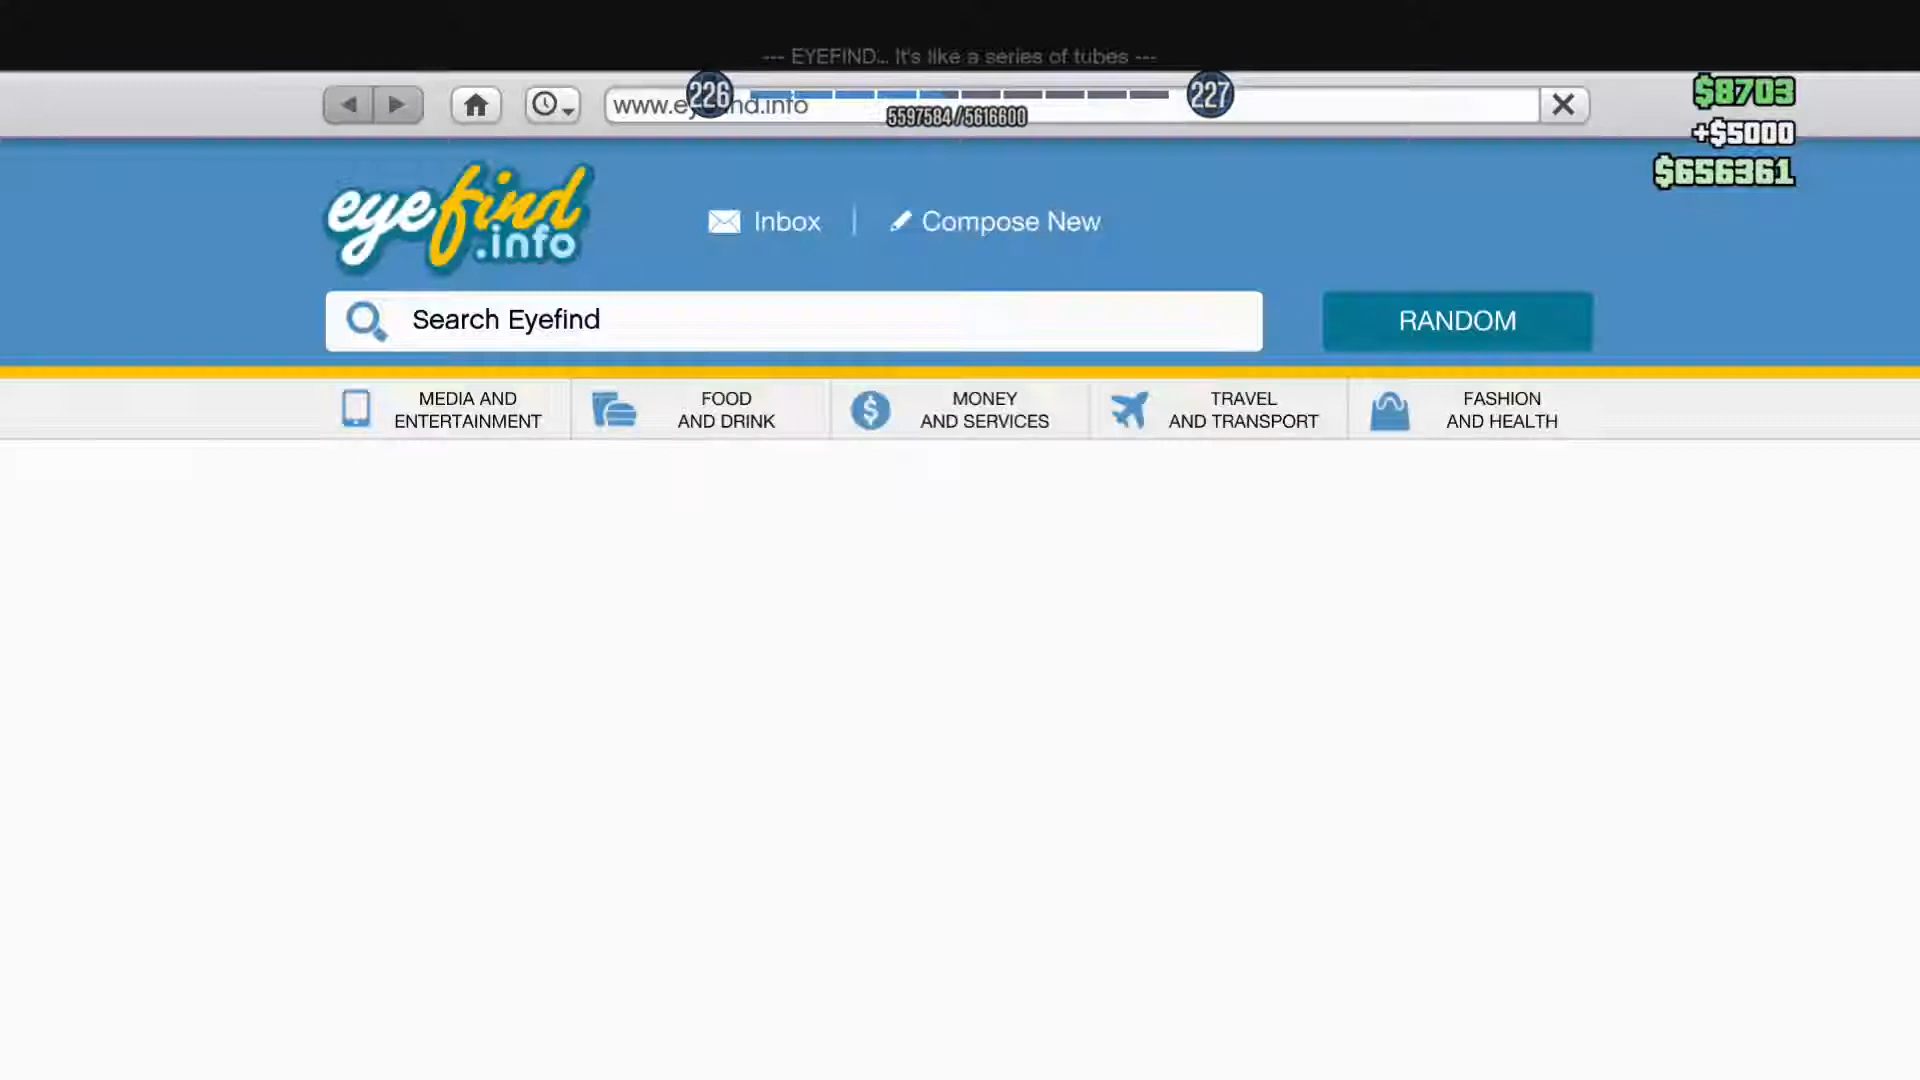 --- EYEFIND... It's like a series of tubes ---
www.eyefind.info
226
227
5597584/5616600
$8703
+$5000
$656361
eyefind.info
Inbox
Compose New
Search Eyefind
RANDOM
MEDIA AND
ENTERTAINMENT
FOOD
AND DRINK
MONEY
AND SERVICES
TRAVEL
AND TRANSPORT
FASHION
AND HEALTH